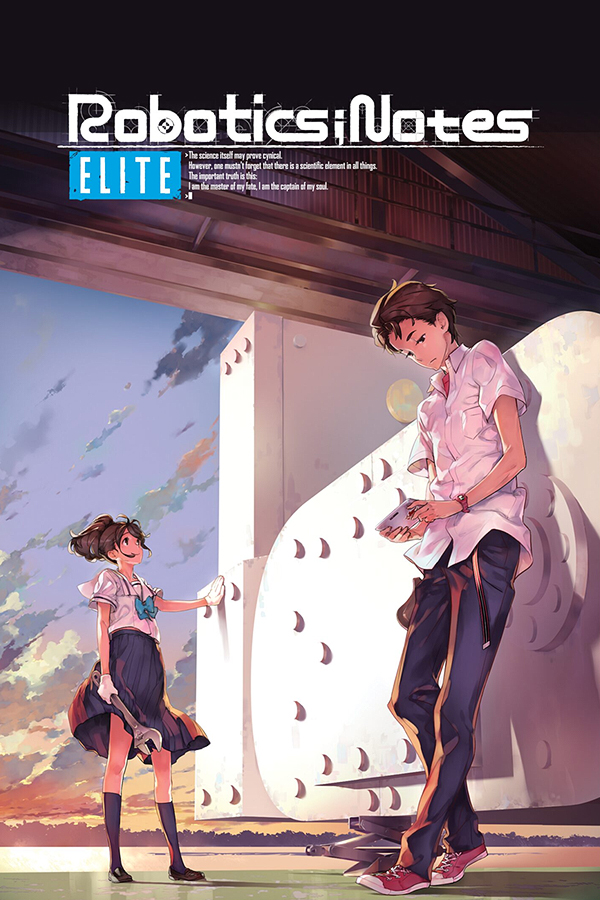 Robotics;Notes
ELITE
>The science itself may prove cynical.
However, one mustn't forget that there is a scientific element in all things.
The important truth is this:
I am the master of my fate, I am the captain of my soul.
>